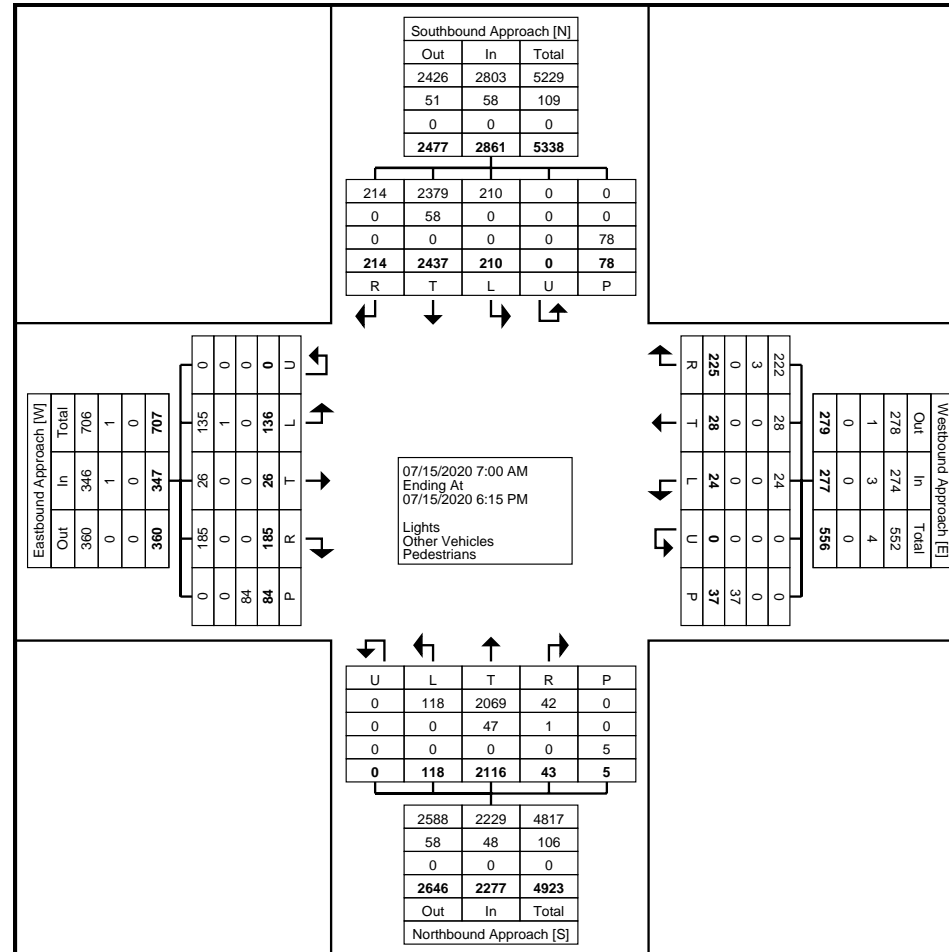 Southbound Approach [N]
Out In Total
2426 2803 5229
51 58 109
0 0 0
2477 2861 5338
214 2379 210 0 0
0 58 0 0 0
0 0 0 0 78
214 2437 210 0 78
R T L U P
Eastbound Approach [W]
Total In Out
706 346 360
1 1 0
0 0 0
707 347 360
0 135 26 185 0
0 1 0 0 0
0 0 0 0 84
0 136 26 185 84
U L T R P
07/15/2020 7:00 AM
Ending At
07/15/2020 6:15 PM
Lights
Other Vehicles
Pedestrians
Westbound Approach [E]
Out In Total
278 274 552
1 3 4
0 0 0
279 277 556
222 28 24 0 0
3 0 0 0 0
0 0 0 0 37
225 28 24 0 37
R T L U P
U L T R P
0 118 2069 42 0
0 0 47 1 0
0 0 0 0 5
0 118 2116 43 5
2588 2229 4817
58 48 106
0 0 0
2646 2277 4923
Out In Total
Northbound Approach [S]